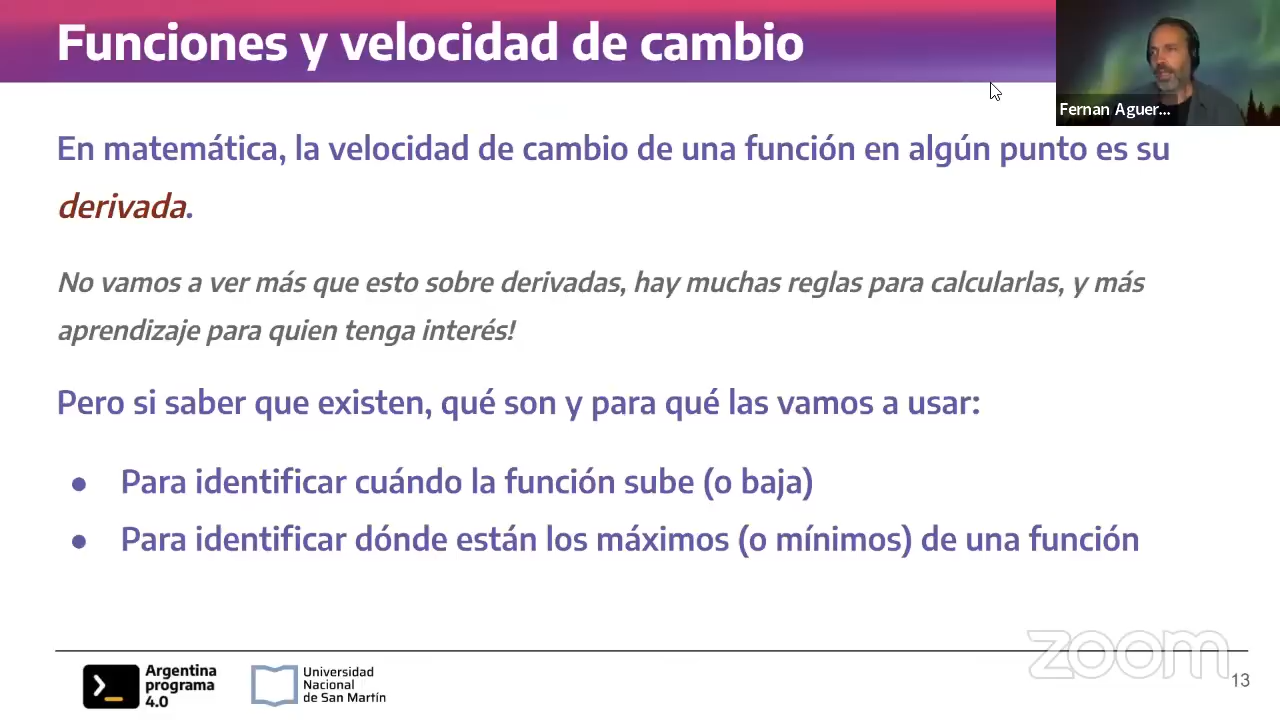 Funciones y velocidad de cambio
Fernan Aguer...
En matemática, la velocidad de cambio de una función en algún punto es su
derivada.
No vamos a ver más que esto sobre derivadas, hay muchas reglas para calcularlas, y más
aprendizaje para quien tenga interés!
Pero si saber que existen, qué son y para qué las vamos a usar:
● Para identificar cuándo la función sube (o baja)
● Para identificar dónde están los máximos (o mínimos) de una función
zoom
Argentina
programa
4.0
Universidad
Nacional
de San Martín
13